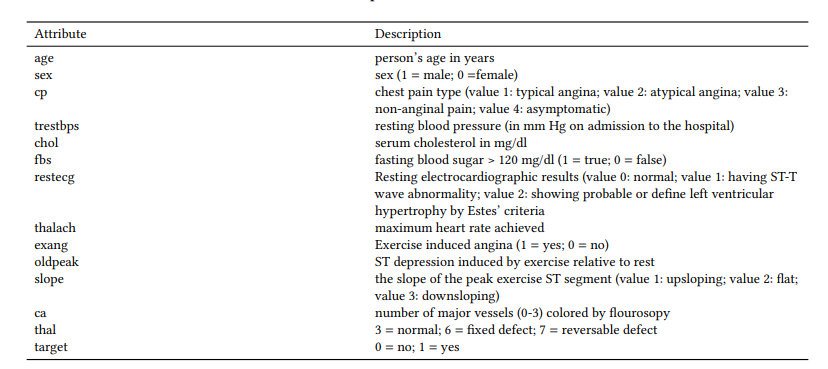 Attribute Description
age person's age in years
sex sex (1 = male; 0 =female)
cp chest pain type (value 1: typical angina; value 2: atypical angina; value 3:
non-anginal pain; value 4: asymptomatic)
trestbps resting blood pressure (in mm Hg on admission to the hospital)
chol serum cholesterol in mg/dl
fbs fasting blood sugar > 120 mg/dl (1 = true; 0 = false)
restecg Resting electrocardiographic results (value 0: normal; value 1: having ST-T
wave abnormality; value 2: showing probable or define left ventricular
hypertrophy by Estes' criteria
thalach maximum heart rate achieved
exang Exercise induced angina (1 = yes; 0 = no)
oldpeak ST depression induced by exercise relative to rest
slope the slope of the peak exercise ST segment (value 1: upsloping; value 2: flat;
value 3: downsloping)
ca number of major vessels (0-3) colored by flourosopy
thal 3 = normal; 6 = fixed defect; 7 = reversable defect
target 0 = no; 1 = yes